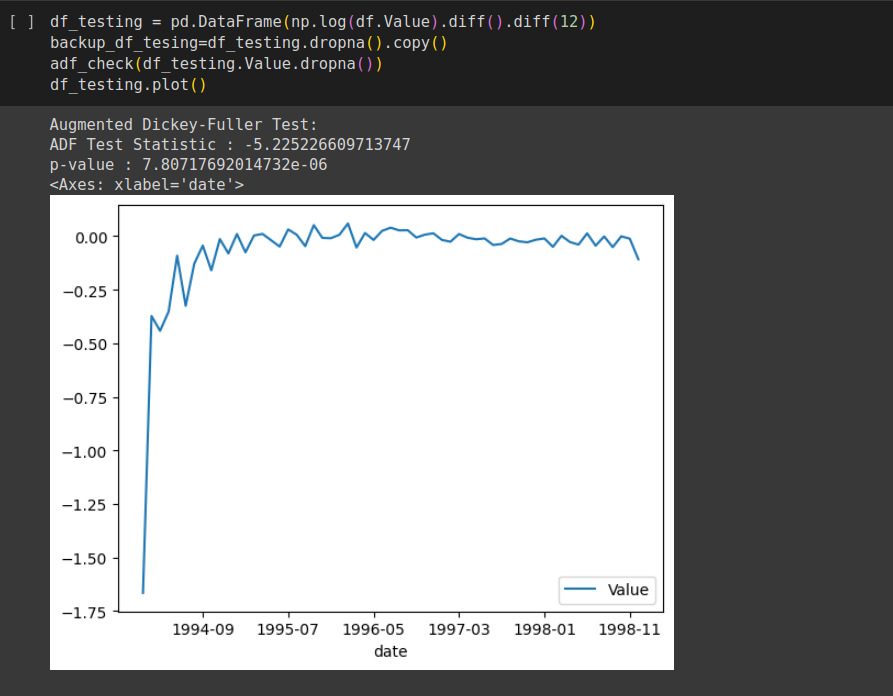 [ ] df_testing = pd.DataFrame(np.log(df.Value).diff().diff(12))
backup_df_tesing=df_testing.dropna().copy()
adf_check(df_testing.Value.dropna())
df_testing.plot()
Augmented Dickey-Fuller Test:
ADF Test Statistic : -5.225226609713747
p-value : 7.80717692014732e-06
<Axes: xlabel='date'>
0.00
−0.25
−0.50
−0.75
−1.00
−1.25
−1.50
Value
−1.75
1994-09 1995-07 1996-05 1997-03 1998-01 1998-11
date